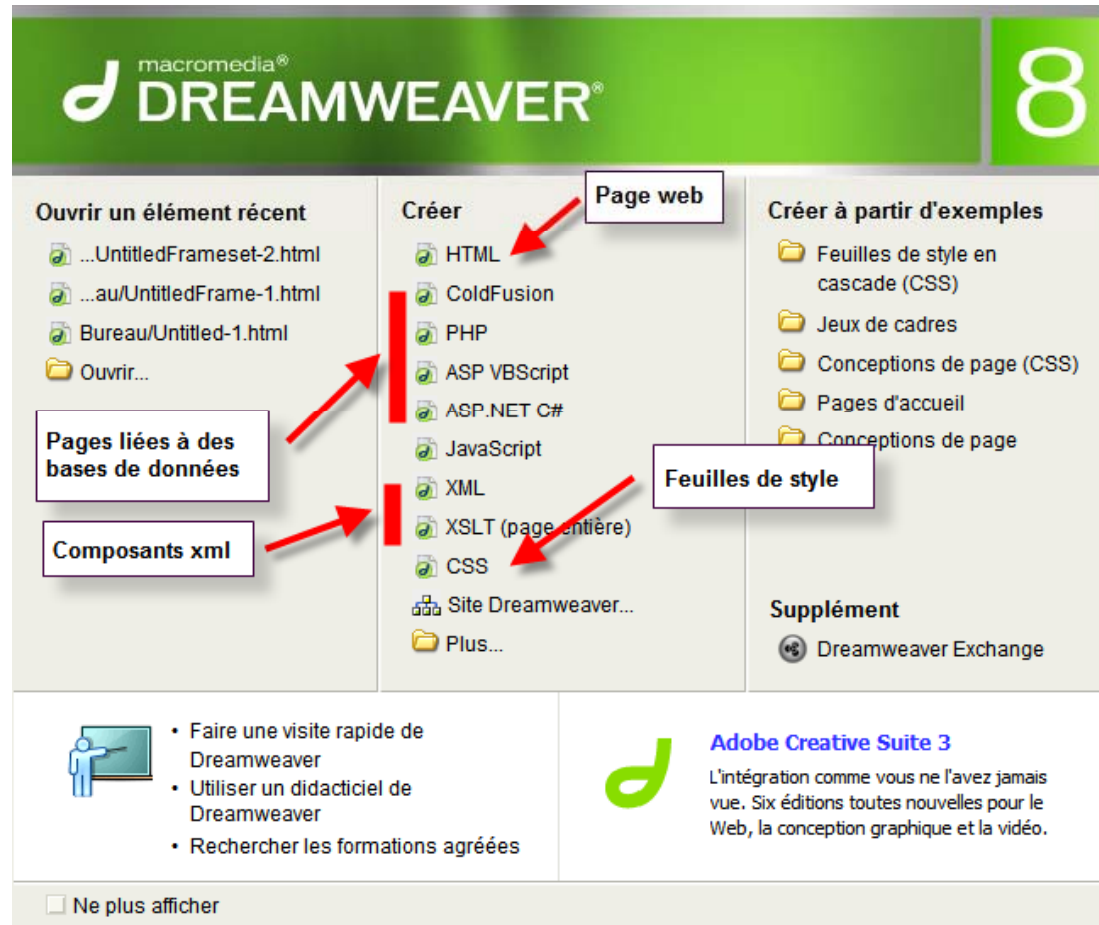 macromedia®
DREAMWEAVER®
8
Ouvrir un élément récent
...UntitledFrameset-2.html
...au/UntitledFrame-1.html
Bureau/Untitled-1.html
Ouvrir...
Pages liées à des
bases de données
Composants xml
Créer
Page web
HTML
ColdFusion
PHP
ASP VBScript
ASP.NET C#
JavaScript
XML
XSLT (page entière)
CSS
Site Dreamweaver...
Plus...
Feuilles de style
Créer à partir d'exemples
Feuilles de style en
cascade (CSS)
Jeux de cadres
Conceptions de page (CSS)
Pages d'accueil
Conceptions de page
Supplément
Dreamweaver Exchange
• Faire une visite rapide de
Dreamweaver
• Utiliser un didacticiel de
Dreamweaver
• Rechercher les formations agréées
Adobe Creative Suite 3
L'intégration comme vous ne l'avez jamais
vue. Six éditions toutes nouvelles pour le
Web, la conception graphique et la vidéo.
Ne plus afficher